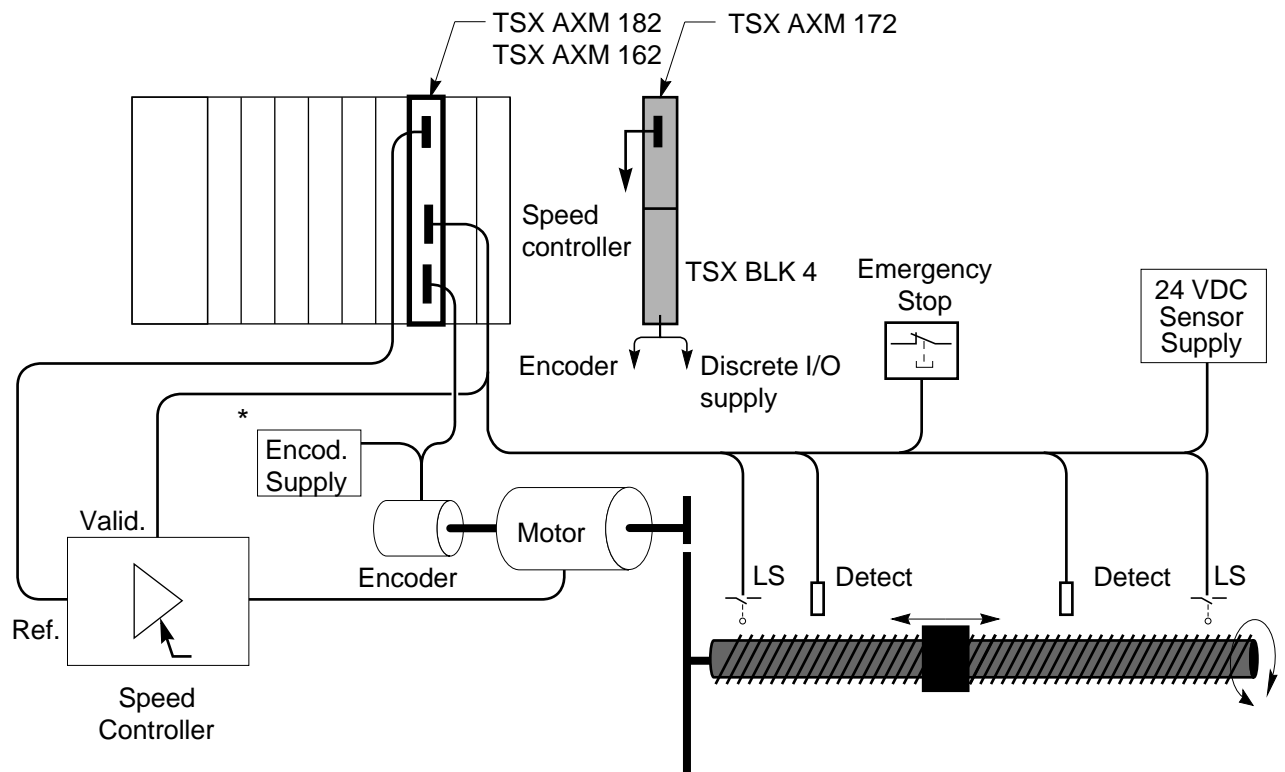 TSX AXM 182
TSX AXM 162
TSX AXM 172
Speed
controller
TSX BLK 4
Emergency
Stop
24 VDC
Sensor
Supply
Encoder
Discrete I/O
supply
*
Encod.
Supply
Valid.
Motor
Encoder
LS
Detect
Detect
LS
Ref.
Speed
Controller